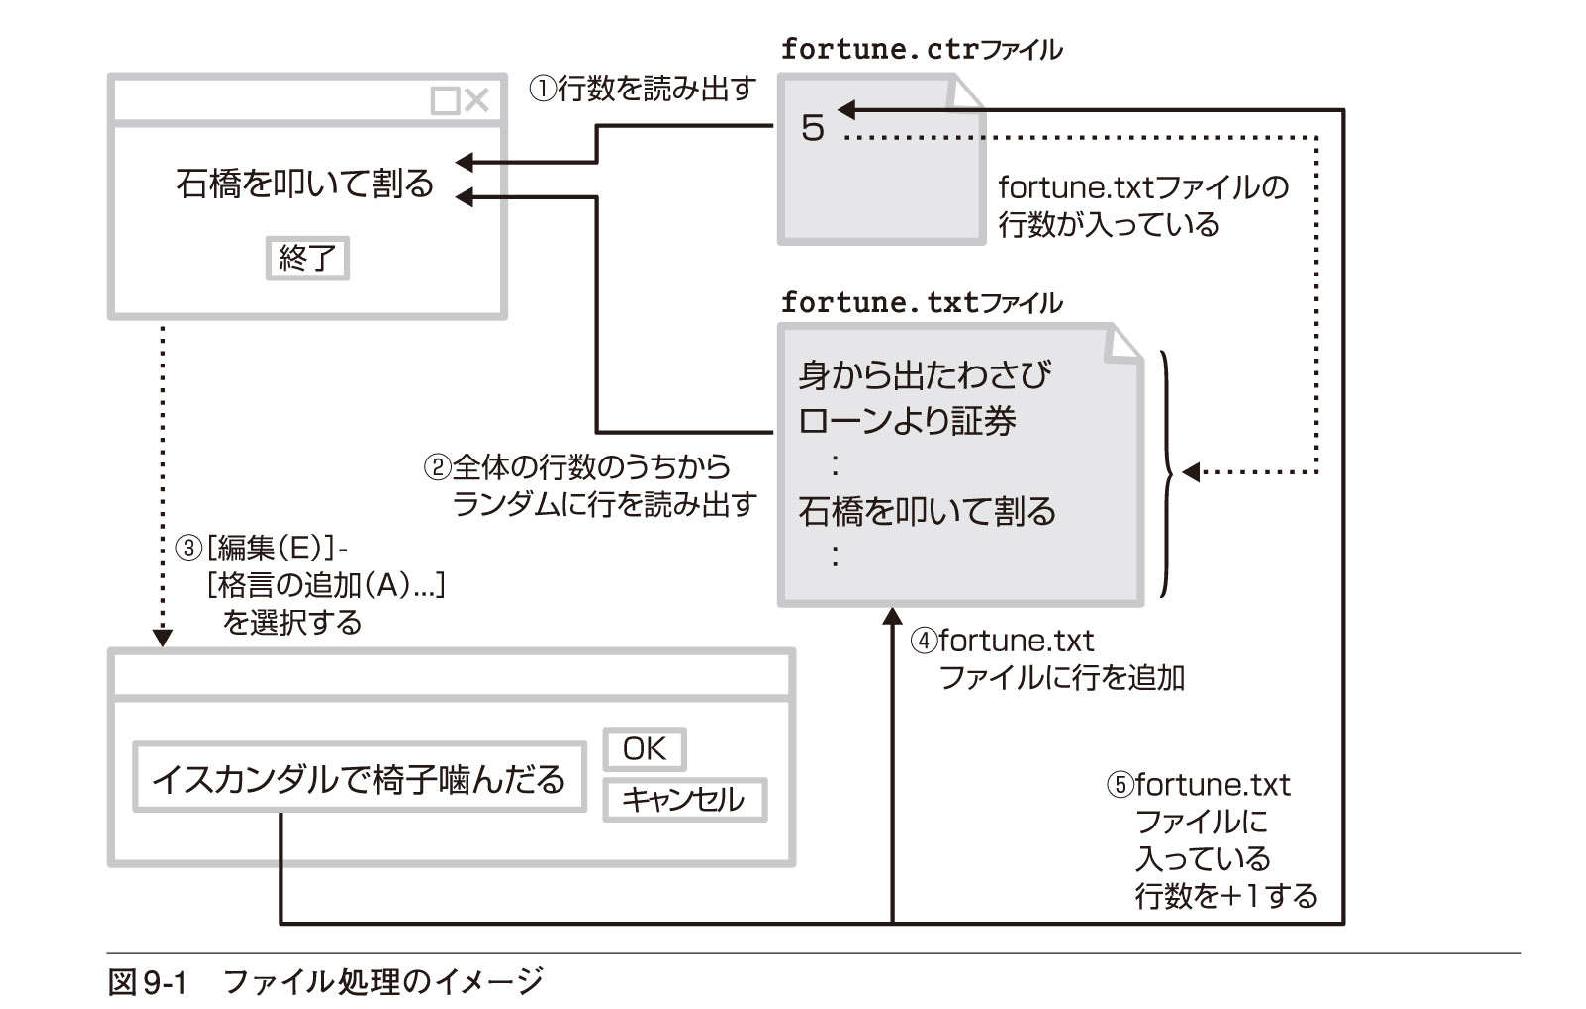 fortune.ctrファイル
①行数を読み出す
5
石橋を叩いて割る
終了
fortune.txtファイルの
行数が入っている
fortune.txtファイル
身から出たわさび
ローンより証券
:
石橋を叩いて割る
:
②全体の行数のうちから
ランダムに行を読み出す
③[編集(E)]-
[格言の追加(A)...]
を選択する
④fortune.txt
ファイルに行を追加
イスカンダルで椅子噛んだる
OK
キャンセル
⑤fortune.txt
ファイルに
入っている
行数を+1する
図9-1 ファイル処理のイメージ